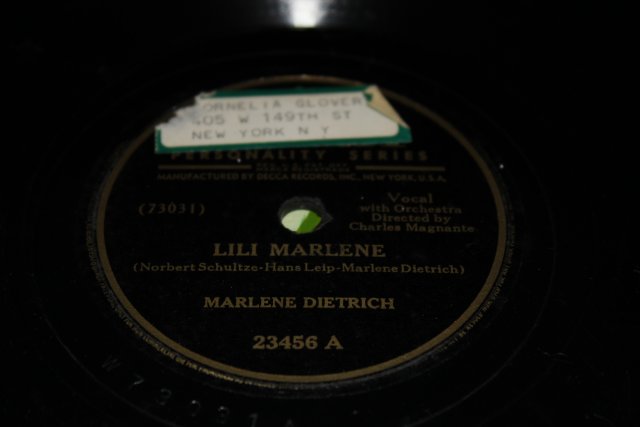 CORNELIA GLOVER
405 W 149TH ST
NEW YORK N Y
PERSONALITY SERIES
MANUFACTURED BY DECCA RECORDS, INC., NEW YORK, U.S.A.
(73031)
Vocal
with Orchestra
Directed by
Charles Magnante
LILI MARLENE
(Norbert Schultze-Hans Leip-Marlene Dietrich)
MARLENE DIETRICH
23456 A
W73031A